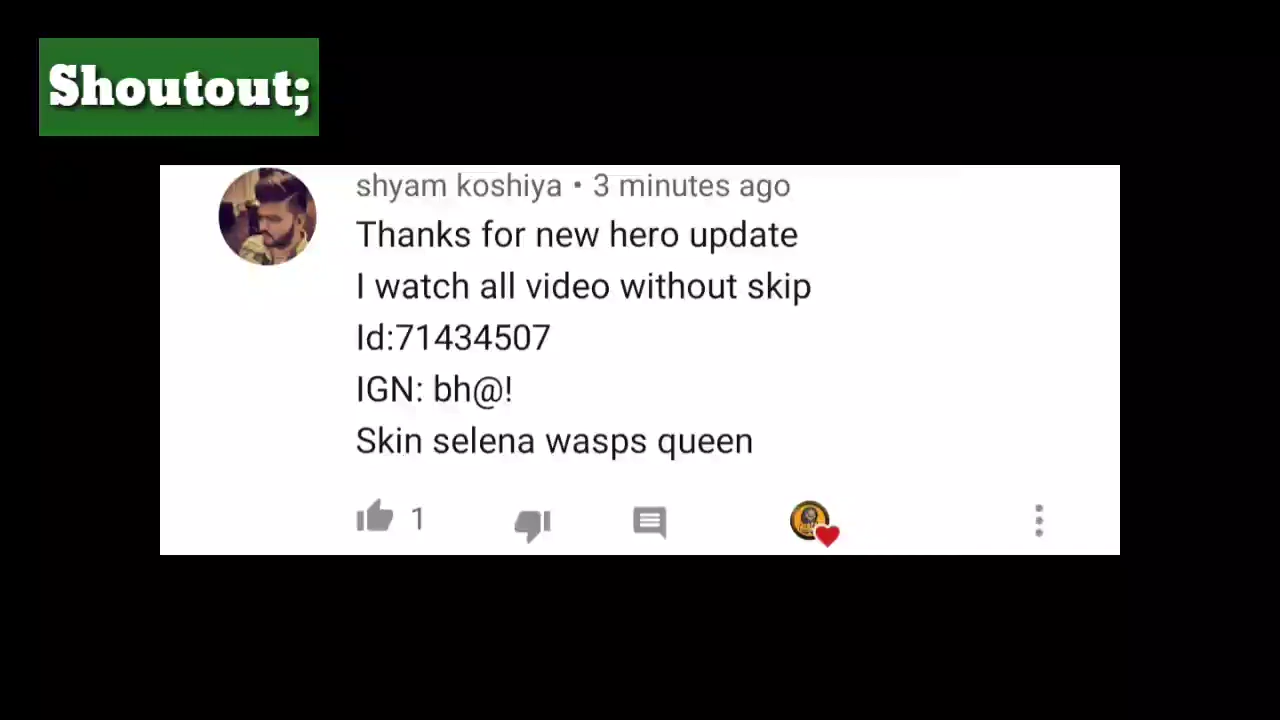 Shoutout;
shyam koshiya • 3 minutes ago
Thanks for new hero update
I watch all video without skip
Id:71434507
IGN: bh@!
Skin selena wasps queen
1